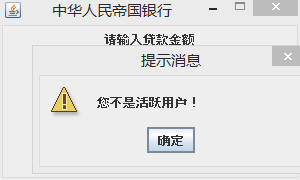 中华人民帝国银行
请输入贷款金额
提示消息
您不是活跃用户！
确定